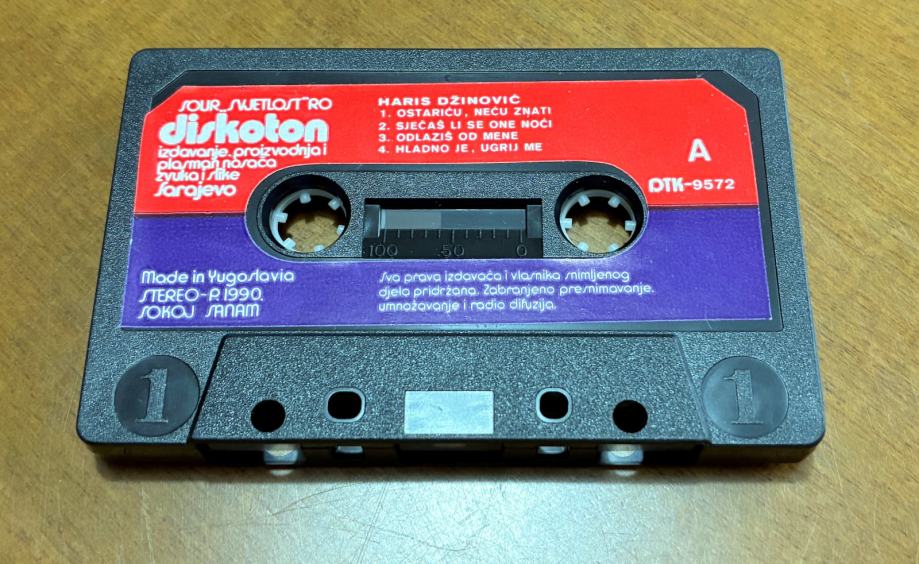 SOUR „SVJETLOST” RO
diskoton
izdavanje, proizvodnja i
plasman nosača
zvuka i slike
Sarajevo
HARIS DŽINOVIĆ
1. OSTARIĆU, NEĆU ZNATI
2. SJEĆAŠ LI SE ONE NOĆI
3. ODLAZIŠ OD MENE
4. HLADNO JE, UGRIJ ME
A
DTK-9572
100 50 0
Made in Yugoslavia
STEREO-P. 1990.
SOKOJ SANAM
Sva prava izdavača i vlasnika snimljenog
djela pridržana. Zabranjeno presnimavanje,
umnožavanje i radio difuzija.
1
1